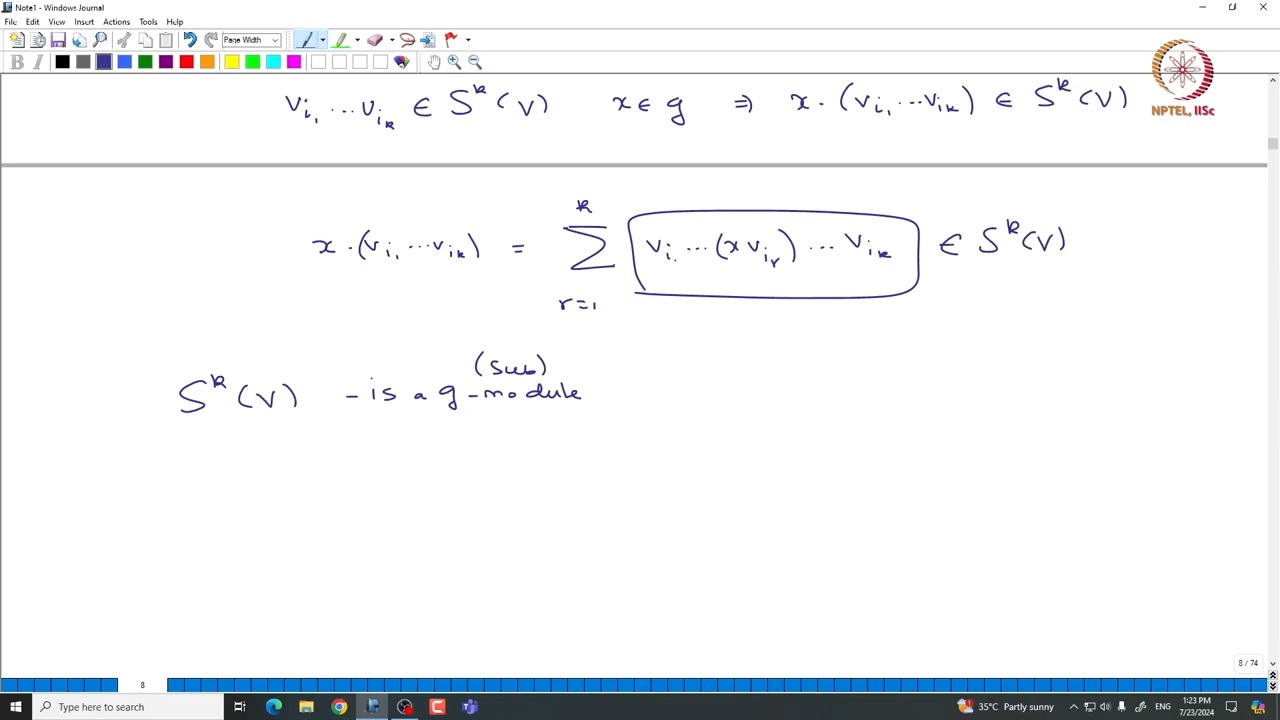 Note1 - Windows Journal
File Edit View Insert Actions Tools Help
Page Width
B I
NPTEL, IISc
v_{i_1} ⋯ v_{i_k} ∈ S^k(V) x ∈ g ⇒ x · (v_{i_1} ⋯ v_{i_k}) ∈ S^k(V)
x · (v_{i_1} ⋯ v_{i_k}) = ∑_{r=1}^{k} v_{i_1} ⋯ (x v_{i_r}) ⋯ v_{i_k} ∈ S^k(V)
(sub)
S^k(V) - is a g-module
8 / 74
8
Type here to search
35°C Partly sunny
ENG
1:23 PM
7/23/2024